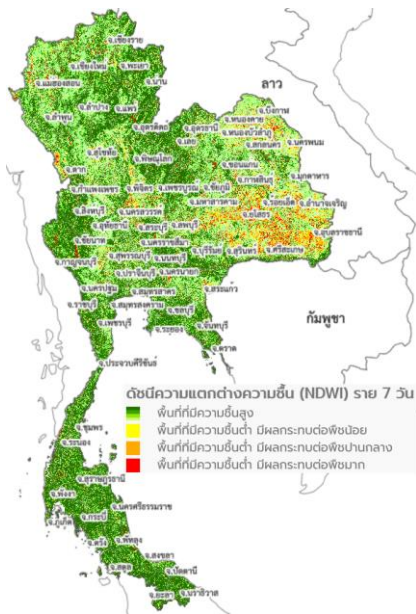 จ.เชียงราย
จ.เชียงใหม่
จ.พะเยา
จ.แม่ฮ่องสอน
จ.น่าน
จ.ลำปาง
จ.แพร่
จ.ลำพูน
ลาว
จ.บึงกาฬ
จ.อุตรดิตถ์
จ.อุดรธานี
จ.หนองคาย
จ.เลย
จ.หนองบัวลำภู
จ.สุโขทัย
จ.สกลนคร
จ.นครพนม
จ.พิษณุโลก
จ.ตาก
จ.ขอนแก่น
จ.มุกดาหาร
จ.กำแพงเพชร
จ.พิจิตร
จ.เพชรบูรณ์
จ.ชัยภูมิ
จ.กาฬสินธุ์
จ.มหาสารคาม
จ.ร้อยเอ็ด
จ.อำนาจเจริญ
จ.สิงห์บุรี
จ.นครสวรรค์
จ.ยโสธร
จ.อุทัยธานี
จ.สระบุรี
จ.ลพบุรี
จ.อุบลราชธานี
จ.ชัยนาท
จ.นครราชสีมา
จ.บุรีรัมย์
จ.สุรินทร์
จ.ศรีสะเกษ
จ.กาญจนบุรี
จ.สุพรรณบุรี
จ.นนทบุรี
จ.ปราจีนบุรี
จ.นครนายก
จ.สระแก้ว
จ.นครปฐม
จ.สมุทรสาคร
จ.ราชบุรี
จ.สมุทรสงคราม
จ.ชลบุรี
กัมพูชา
จ.เพชรบุรี
จ.ระยอง
จ.จันทบุรี
จ.ตราด
จ.ประจวบคีรีขันธ์
ดัชนีความแตกต่างความชื้น (NDWI) ราย 7 วัน
พื้นที่ที่มีความชื้นสูง
พื้นที่ที่มีความชื้นต่ำ มีผลกระทบต่อพืชน้อย
พื้นที่ที่มีความชื้นต่ำ มีผลกระทบต่อพืชปานกลาง
พื้นที่ที่มีความชื้นต่ำ มีผลกระทบต่อพืชมาก
จ.ชุมพร
จ.ระนอง
จ.สุราษฎร์ธานี
จ.พังงา
จ.นครศรีธรรมราช
จ.ภูเก็ต
จ.กระบี่
จ.ตรัง
จ.พัทลุง
จ.สงขลา
จ.สตูล
จ.ปัตตานี
จ.ยะลา
จ.นราธิวาส